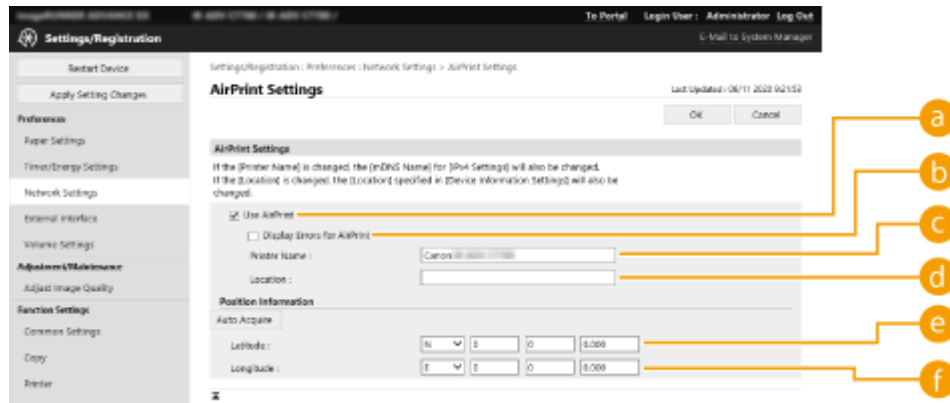 To Portal Login User : Administrator Log Out
Settings/Registration
E-Mail to System Manager
Restart Device
Apply Setting Changes
Preferences
Paper Settings
Timer/Energy Settings
Network Settings
External Interface
Volume Settings
Adjustment/Maintenance
Adjust Image Quality
Function Settings
Common Settings
Copy
Printer
Settings/Registration : Preferences : Network Settings > AirPrint Settings
AirPrint Settings
Last Updated : 06/11 2020 9:21:53
OK Cancel
AirPrint Settings
If the [Printer Name] is changed, the [mDNS Name] for [IPv4 Settings] will also be changed.
If the [Location] is changed, the [Location] specified in [Device Information Settings] will also be
changed.
Use AirPrint
Display Errors for AirPrint
Printer Name : Canon
Location :
Position Information
Auto Acquire
Latitude : N 0 0 0.000
Longitude : E 0 0 0.000
a
b
c
d
e
f